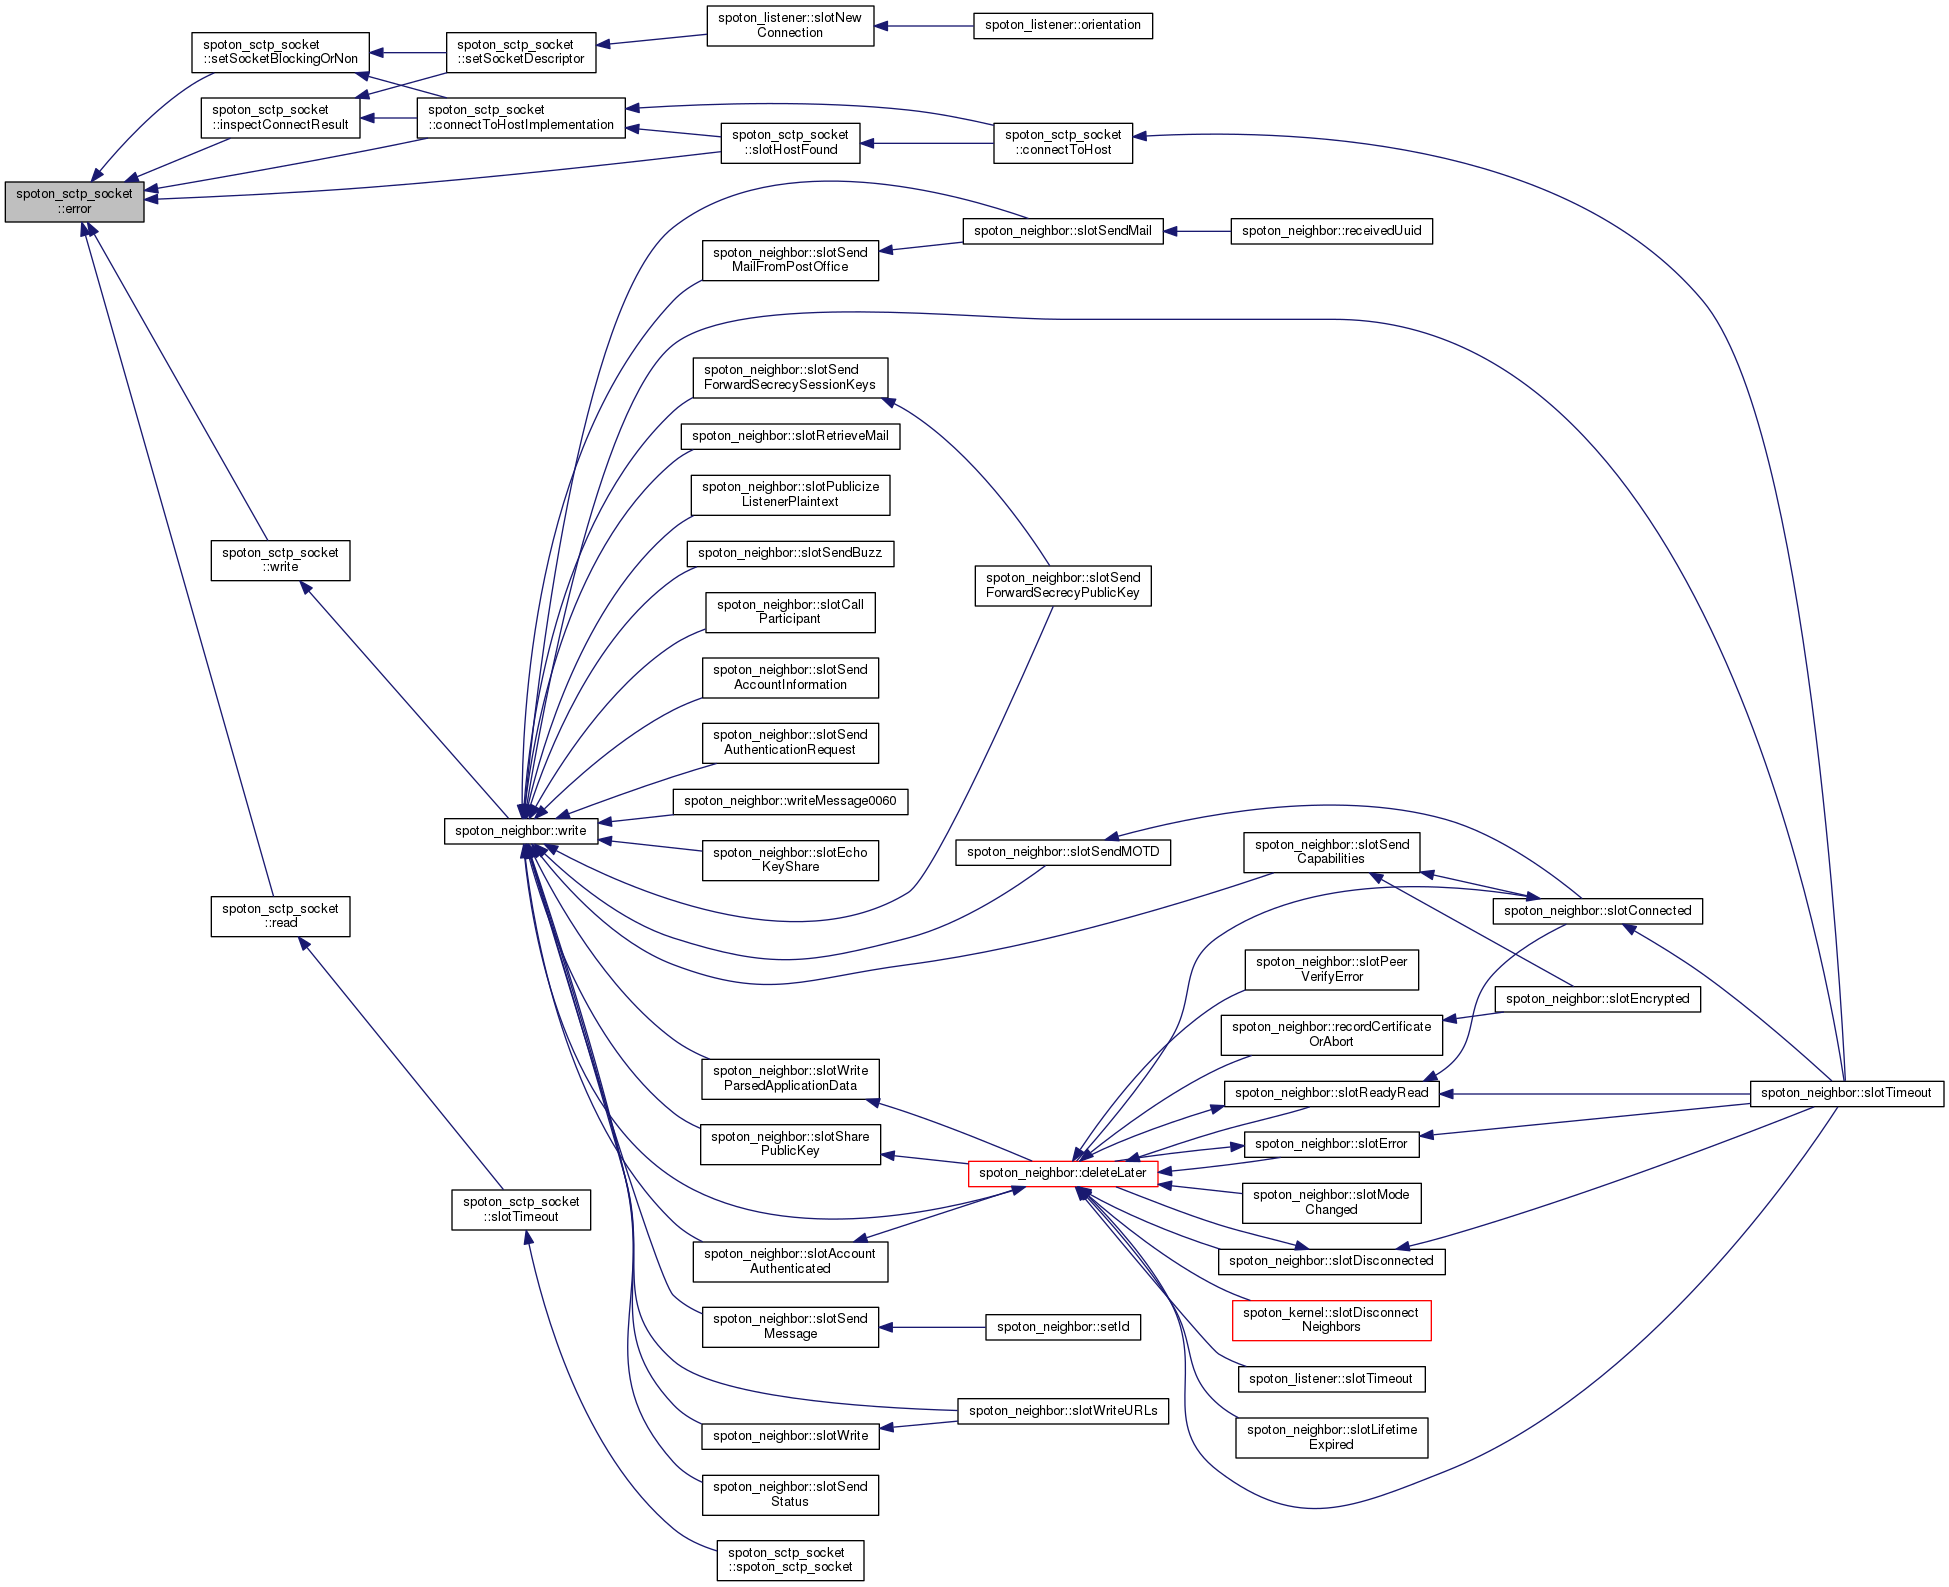 spoton_sctp_socket
::error
spoton_sctp_socket
::setSocketBlockingOrNon
spoton_sctp_socket
::inspectConnectResult
spoton_sctp_socket
::write
spoton_sctp_socket
::read
spoton_sctp_socket
::setSocketDescriptor
spoton_sctp_socket
::connectToHostImplementation
spoton_neighbor::write
spoton_sctp_socket
::slotTimeout
spoton_listener::slotNew
Connection
spoton_sctp_socket
::slotHostFound
spoton_neighbor::slotSend
MailFromPostOffice
spoton_neighbor::slotSend
ForwardSecrecySessionKeys
spoton_neighbor::slotRetrieveMail
spoton_neighbor::slotPublicize
ListenerPlaintext
spoton_neighbor::slotSendBuzz
spoton_neighbor::slotCall
Participant
spoton_neighbor::slotSend
AccountInformation
spoton_neighbor::slotSend
AuthenticationRequest
spoton_neighbor::writeMessage0060
spoton_neighbor::slotEcho
KeyShare
spoton_neighbor::slotWrite
ParsedApplicationData
spoton_neighbor::slotShare
PublicKey
spoton_neighbor::slotAccount
Authenticated
spoton_neighbor::slotSend
Message
spoton_neighbor::slotWrite
spoton_neighbor::slotSend
Status
spoton_sctp_socket
::spoton_sctp_socket
spoton_listener::orientation
spoton_sctp_socket
::connectToHost
spoton_neighbor::slotSendMail
spoton_neighbor::slotSend
ForwardSecrecyPublicKey
spoton_neighbor::slotSendMOTD
spoton_neighbor::deleteLater
spoton_neighbor::setId
spoton_neighbor::slotWriteURLs
spoton_neighbor::receivedUuid
spoton_neighbor::slotSend
Capabilities
spoton_neighbor::slotPeer
VerifyError
spoton_neighbor::recordCertificate
OrAbort
spoton_neighbor::slotReadyRead
spoton_neighbor::slotError
spoton_neighbor::slotMode
Changed
spoton_neighbor::slotDisconnected
spoton_kernel::slotDisconnect
Neighbors
spoton_listener::slotTimeout
spoton_neighbor::slotLifetime
Expired
spoton_neighbor::slotConnected
spoton_neighbor::slotEncrypted
spoton_neighbor::slotTimeout